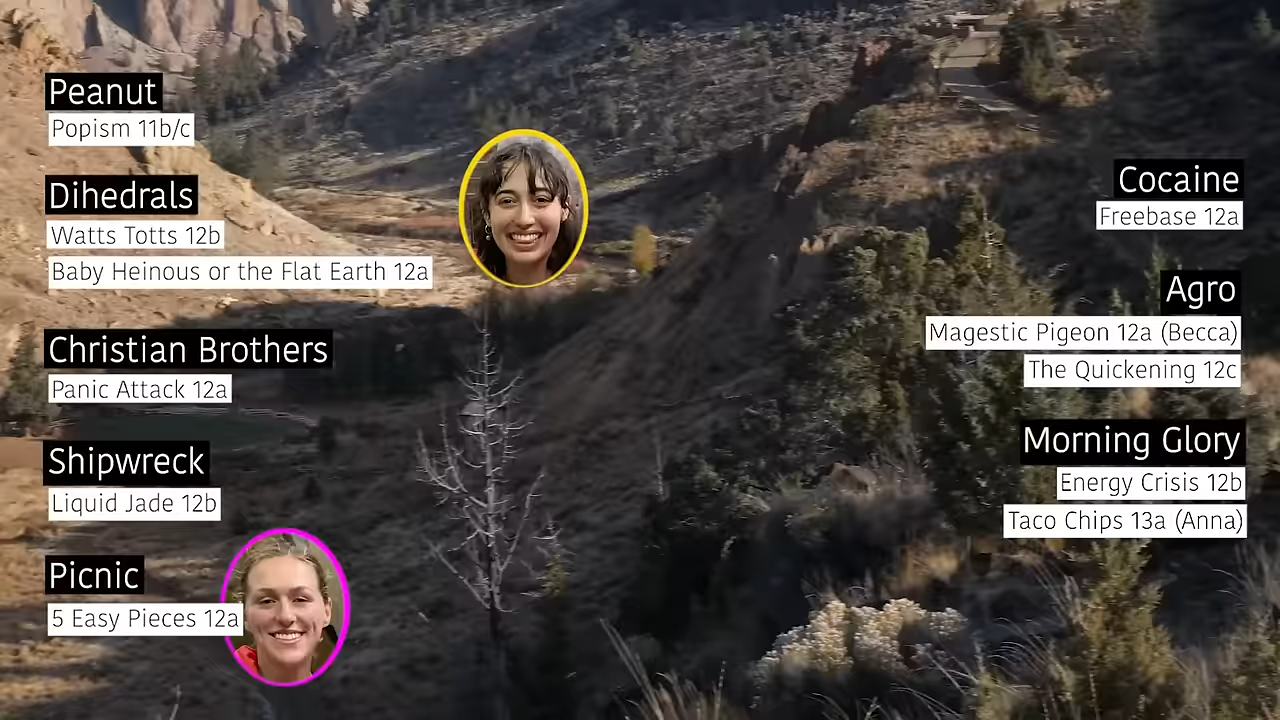 Peanut
Popism 11b/c
Dihedrals
Watts Totts 12b
Baby Heinous or the Flat Earth 12a
Christian Brothers
Panic Attack 12a
Shipwreck
Liquid Jade 12b
Picnic
5 Easy Pieces 12a
Cocaine
Freebase 12a
Agro
Magestic Pigeon 12a (Becca)
The Quickening 12c
Morning Glory
Energy Crisis 12b
Taco Chips 13a (Anna)